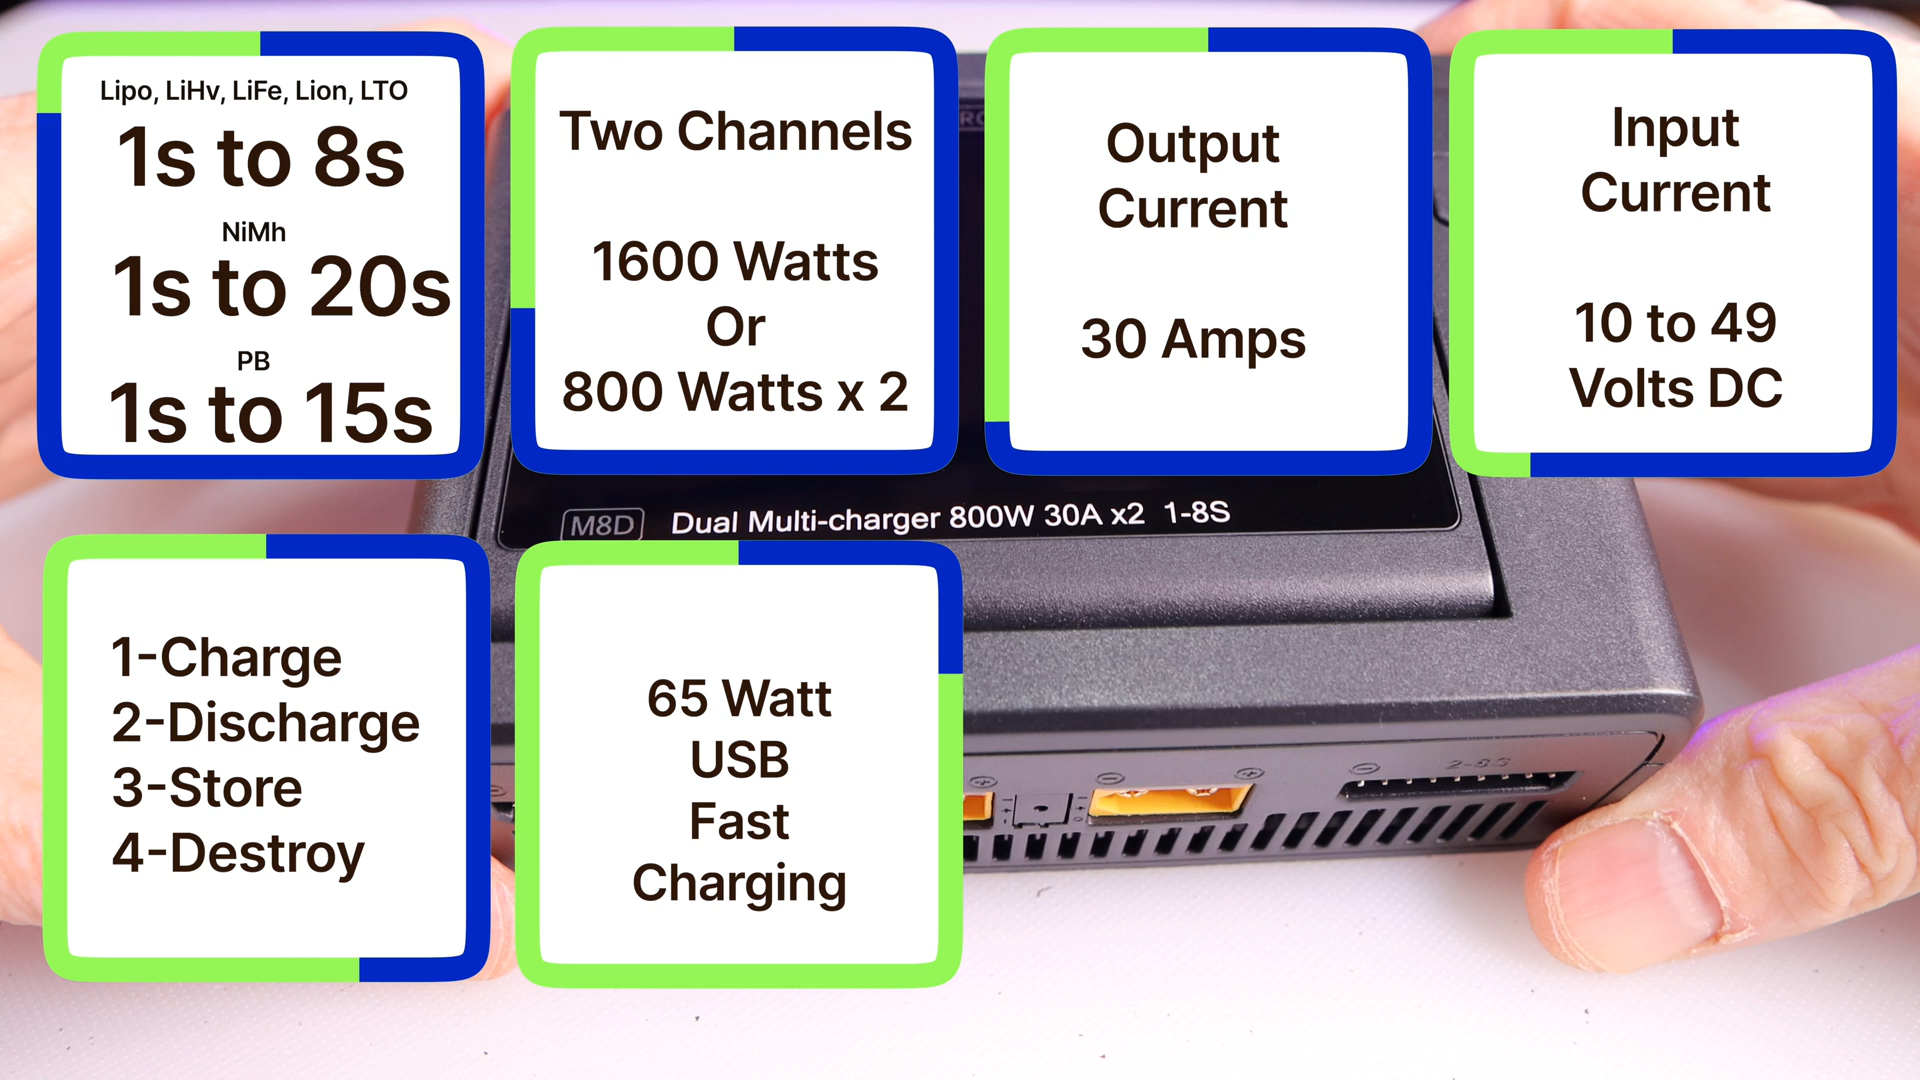 Lipo, LiHv, LiFe, Lion, LTO
1s to 8s
NiMh
1s to 20s
PB
1s to 15s
Two Channels
1600 Watts
Or
800 Watts x 2
Output
Current
30 Amps
Input
Current
10 to 49
Volts DC
M8D Dual Multi-charger 800W 30A x2 1-8S
1-Charge
2-Discharge
3-Store
4-Destroy
65 Watt
USB
Fast
Charging
2-8S